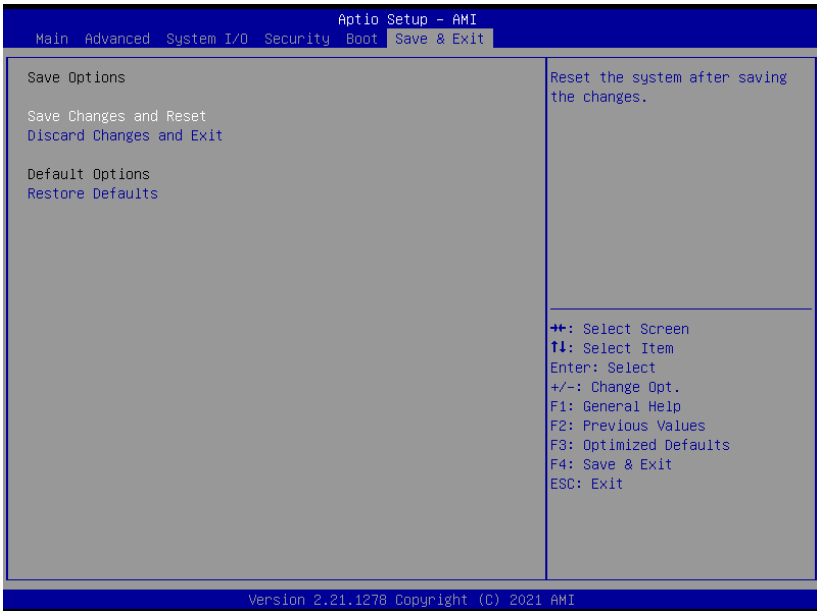 Aptio Setup – AMI
Main Advanced System I/O Security Boot Save & Exit
Save Options
Save Changes and Reset
Discard Changes and Exit
Default Options
Restore Defaults
Reset the system after saving
the changes.
→←: Select Screen
↑↓: Select Item
Enter: Select
+/-: Change Opt.
F1: General Help
F2: Previous Values
F3: Optimized Defaults
F4: Save & Exit
ESC: Exit
Version 2.21.1278 Copyright (C) 2021 AMI